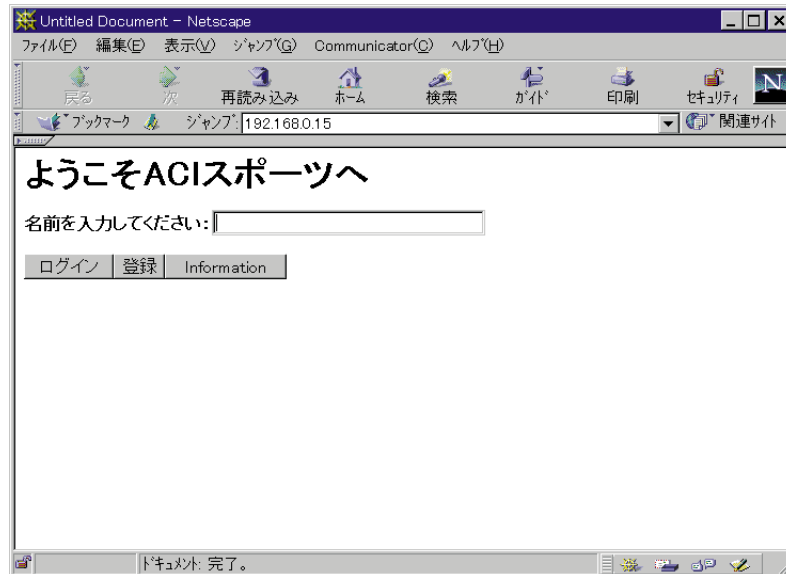 Untitled Document - Netscape
ファイル(F) 編集(E) 表示(V) ジャンプ(G) Communicator(C) ヘルプ(H)
戻る 次 再読み込み ホーム 検索 ガイド 印刷 セキュリティ N
ブックマーク ジャンプ: 192.168.0.15 関連サイト
ようこそACIスポーツへ
名前を入力してください:
ログイン 登録 Information
ドキュメント: 完了。